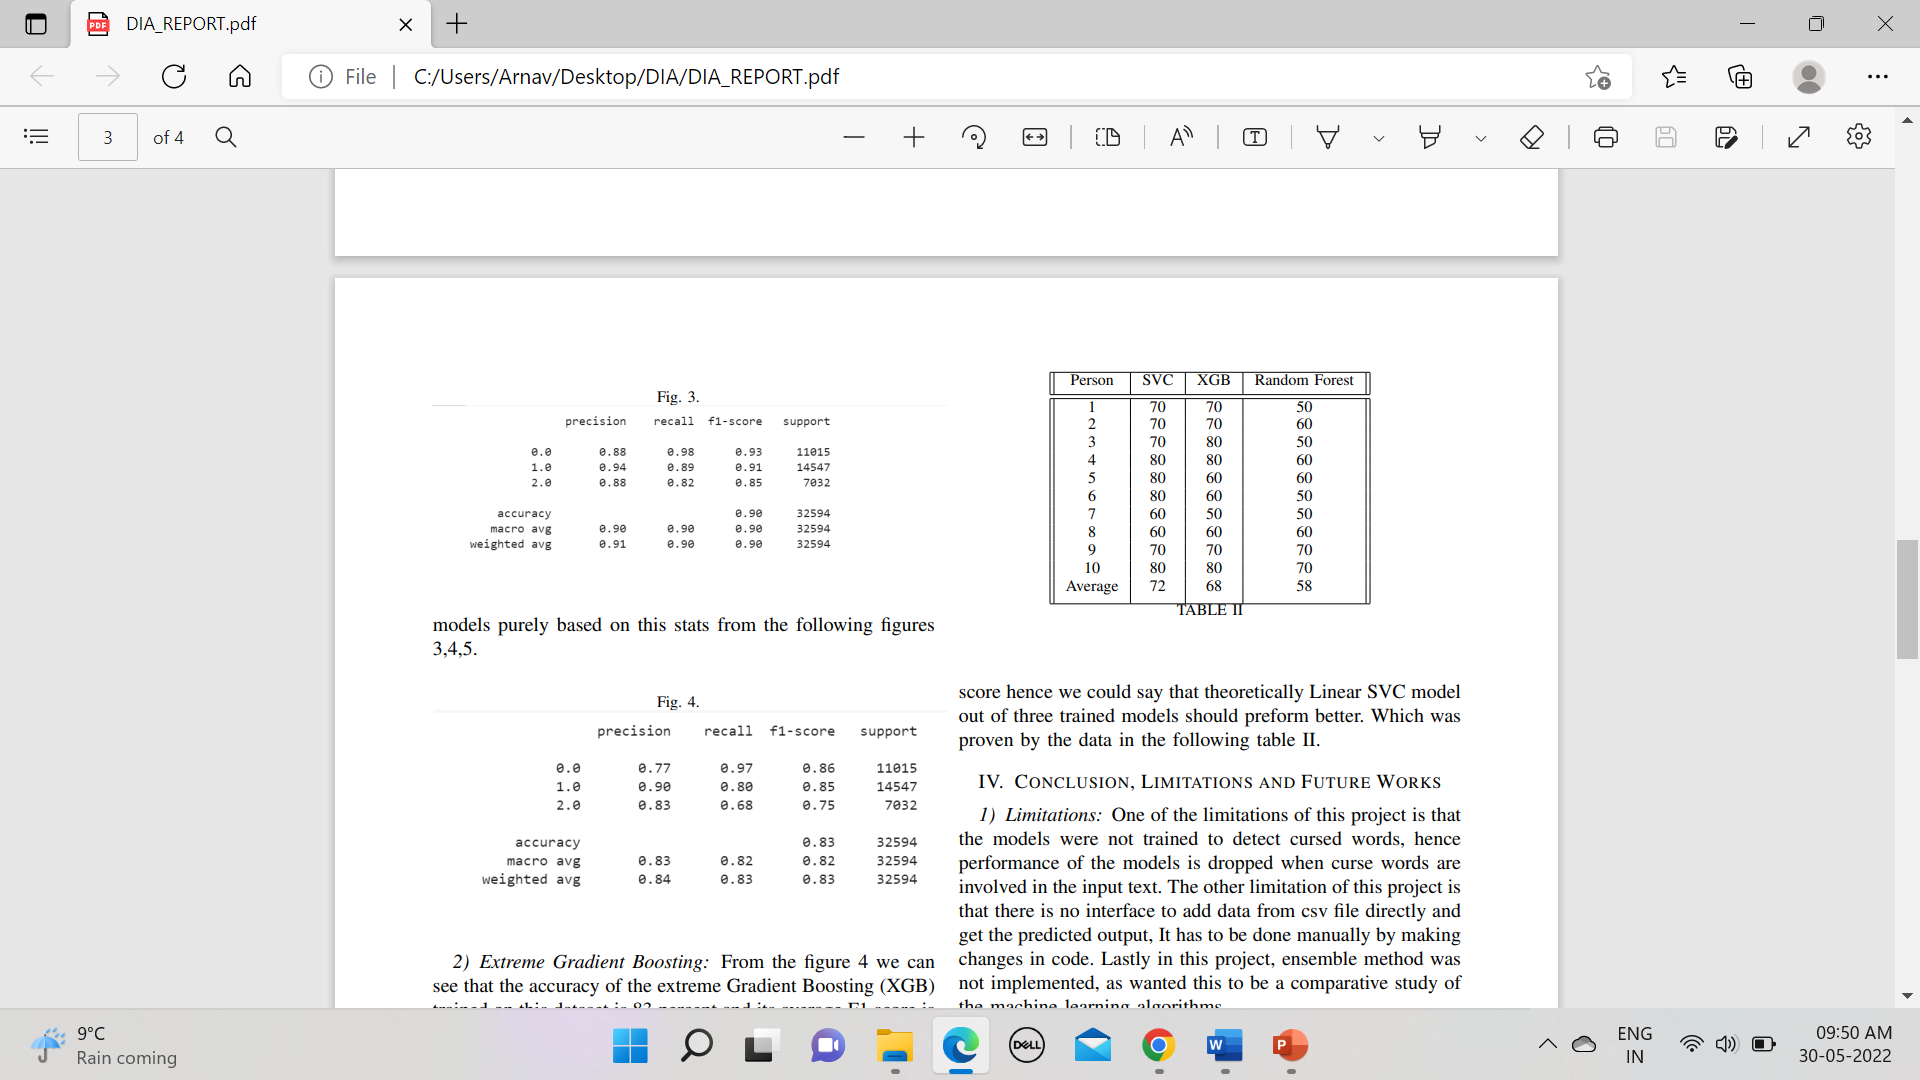 DIA_REPORT.pdf
File C:/Users/Arnav/Desktop/DIA/DIA_REPORT.pdf
3 of 4
Fig. 3.
precision recall f1-score support
0.0 0.88 0.98 0.93 11015
1.0 0.94 0.89 0.91 14547
2.0 0.88 0.82 0.85 7032
accuracy 0.90 32594
macro avg 0.90 0.90 0.90 32594
weighted avg 0.91 0.90 0.90 32594
models purely based on this stats from the following figures
3,4,5.
Fig. 4.
precision recall f1-score support
0.0 0.77 0.97 0.86 11015
1.0 0.90 0.80 0.85 14547
2.0 0.83 0.68 0.75 7032
accuracy 0.83 32594
macro avg 0.83 0.82 0.82 32594
weighted avg 0.84 0.83 0.83 32594
2) Extreme Gradient Boosting: From the figure 4 we can
see that the accuracy of the extreme Gradient Boosting (XGB)
trained on this dataset is 83 percent and its average F1 score is
Person SVC XGB Random Forest
1 70 70 50
2 70 70 60
3 70 80 50
4 80 80 60
5 80 60 60
6 80 60 50
7 60 50 50
8 60 60 60
9 70 70 70
10 80 80 70
Average 72 68 58
TABLE II
score hence we could say that theoretically Linear SVC model
out of three trained models should preform better. Which was
proven by the data in the following table II.
IV. CONCLUSION, LIMITATIONS AND FUTURE WORKS
1) Limitations: One of the limitations of this project is that
the models were not trained to detect cursed words, hence
performance of the models is dropped when curse words are
involved in the input text. The other limitation of this project is
that there is no interface to add data from csv file directly and
get the predicted output, It has to be done manually by making
changes in code. Lastly in this project, ensemble method was
not implemented, as wanted this to be a comparative study of
the machine learning algorithms.
9°C
Rain coming
DELL
ENG
IN
09:50 AM
30-05-2022